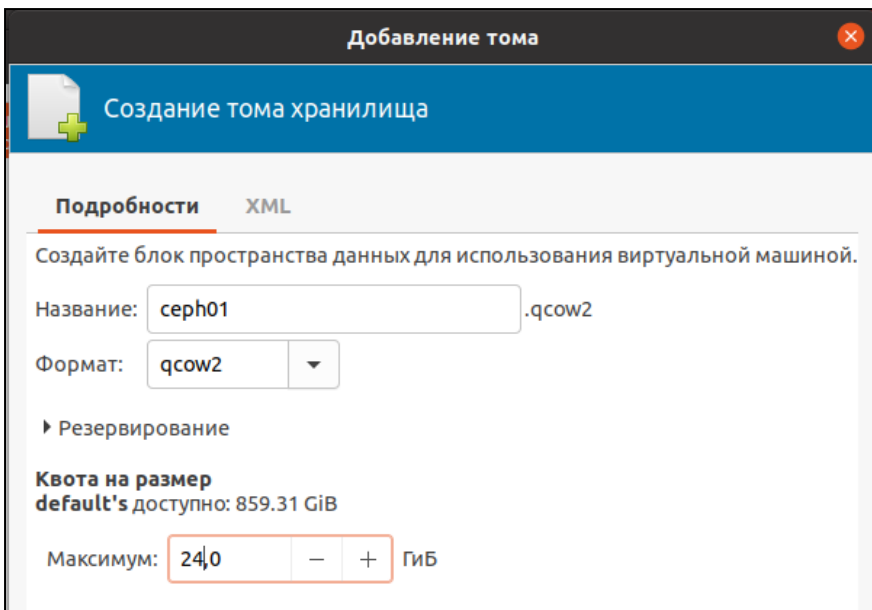 Добавление тома
Создание тома хранилища
Подробности XML
Создайте блок пространства данных для использования виртуальной машиной.
Название: ceph01 .qcow2
Формат: qcow2
Резервирование
Квота на размер
default's доступно: 859.31 GiB
Максимум: 24,0 − + ГиБ